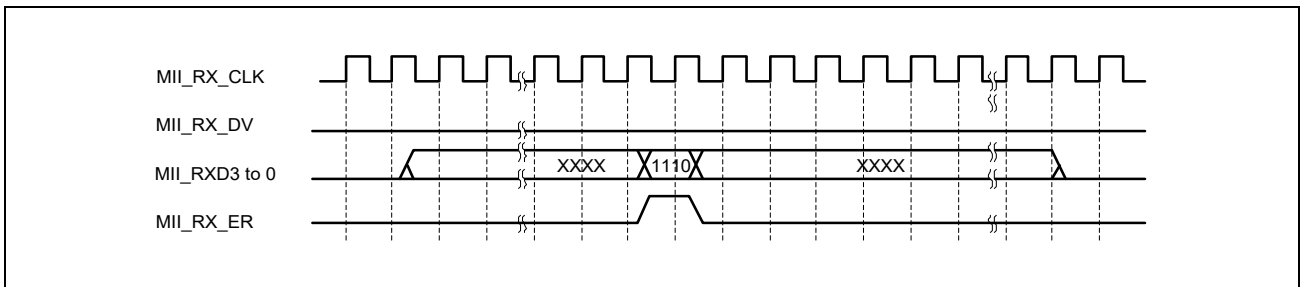 MII_RX_CLK
MII_RX_DV
MII_RXD3 to 0 XXXX 1110 XXXX
MII_RX_ER